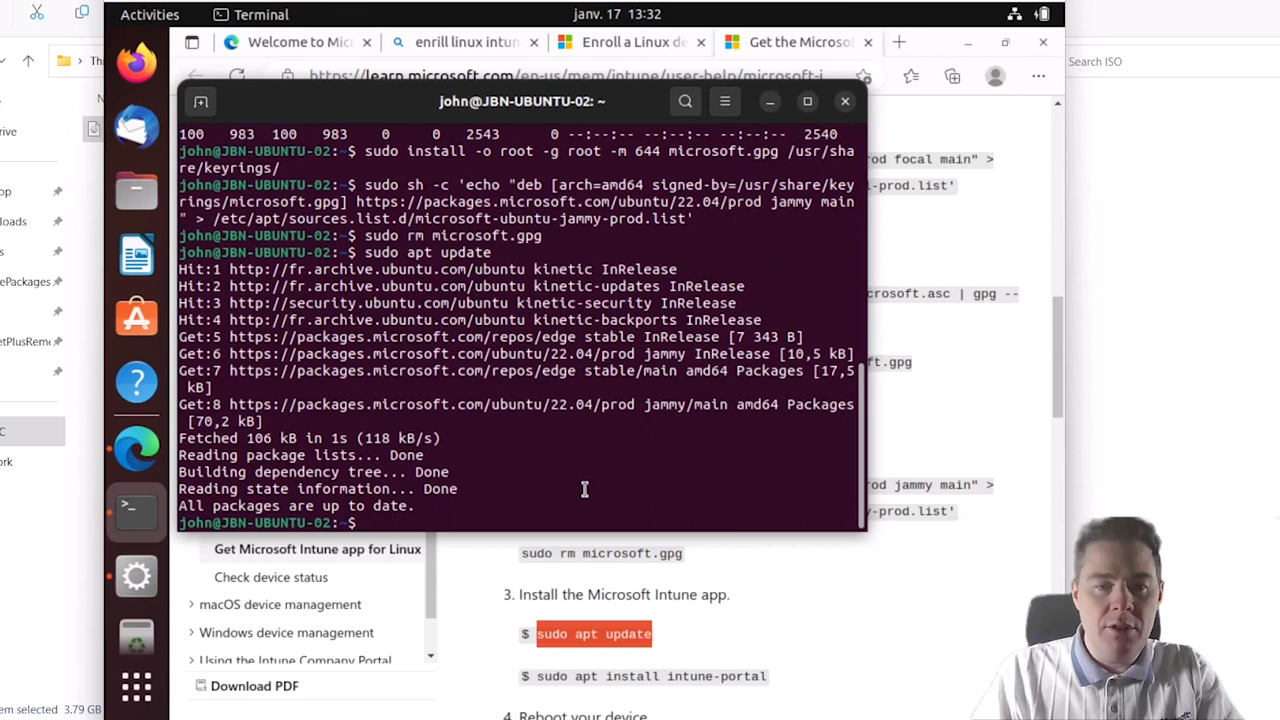 Activities
Terminal
janv. 17 13:32
Welcome to Mic
enrill linux intun
Enroll a Linux de
Get the Microso
https://learn.microsoft.com/en-us/mem/intune/user-help/microsoft-i
Search ISO
john@JBN-UBUNTU-02: ~
100 983 100 983 0 0 2543 0 --:--:-- --:--:-- --:--:-- 2540
john@JBN-UBUNTU-02:~$ sudo install -o root -g root -m 644 microsoft.gpg /usr/sha
re/keyrings/
john@JBN-UBUNTU-02:~$ sudo sh -c 'echo "deb [arch=amd64 signed-by=/usr/share/key
rings/microsoft.gpg] https://packages.microsoft.com/ubuntu/22.04/prod jammy main
" > /etc/apt/sources.list.d/microsoft-ubuntu-jammy-prod.list'
john@JBN-UBUNTU-02:~$ sudo rm microsoft.gpg
john@JBN-UBUNTU-02:~$ sudo apt update
Hit:1 http://fr.archive.ubuntu.com/ubuntu kinetic InRelease
Hit:2 http://fr.archive.ubuntu.com/ubuntu kinetic-updates InRelease
Hit:3 http://security.ubuntu.com/ubuntu kinetic-security InRelease
Hit:4 http://fr.archive.ubuntu.com/ubuntu kinetic-backports InRelease
Get:5 https://packages.microsoft.com/repos/edge stable InRelease [7 343 B]
Get:6 https://packages.microsoft.com/ubuntu/22.04/prod jammy InRelease [10,5 kB]
Get:7 https://packages.microsoft.com/repos/edge stable/main amd64 Packages [17,5
kB]
Get:8 https://packages.microsoft.com/ubuntu/22.04/prod jammy/main amd64 Packages
[70,2 kB]
Fetched 106 kB in 1s (118 kB/s)
Reading package lists... Done
Building dependency tree... Done
Reading state information... Done
All packages are up to date.
john@JBN-UBUNTU-02:~$
od focal main" >
l-prod.list'
crosoft.asc | gpg --
ft.gpg
rod jammy main" >
y-prod.list'
Th
rive
op
loads
s
ePackages
etPlusReme
C
ork
elements 3.79 GB
Get Microsoft Intune app for Linux
Check device status
macOS device management
Windows device management
Using the Intune Company Portal
Download PDF
sudo rm microsoft.gpg
3. Install the Microsoft Intune app.
$ sudo apt update
$ sudo apt install intune-portal
4. Reboot your device